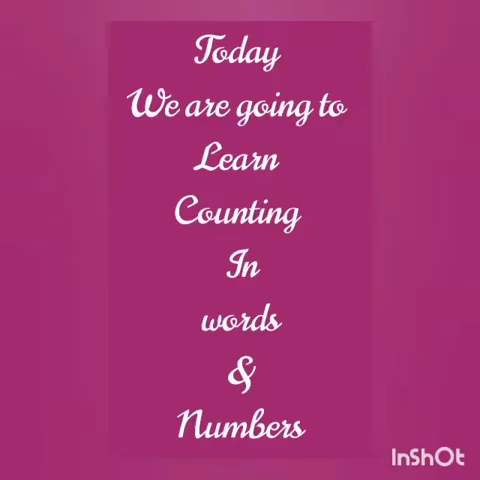 Today
We are going to
Learn
Counting
In
words
&
Numbers
InShOt